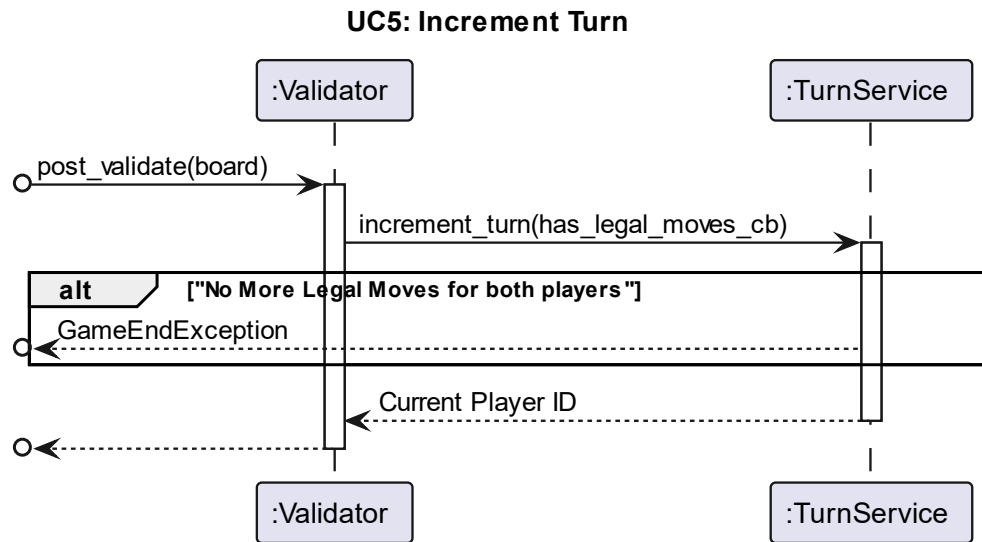 UC5: Increment Turn
:Validator
:TurnService
post_validate(board)
increment_turn(has_legal_moves_cb)
alt
["No More Legal Moves for both players"]
GameEndException
Current Player ID
:Validator
:TurnService